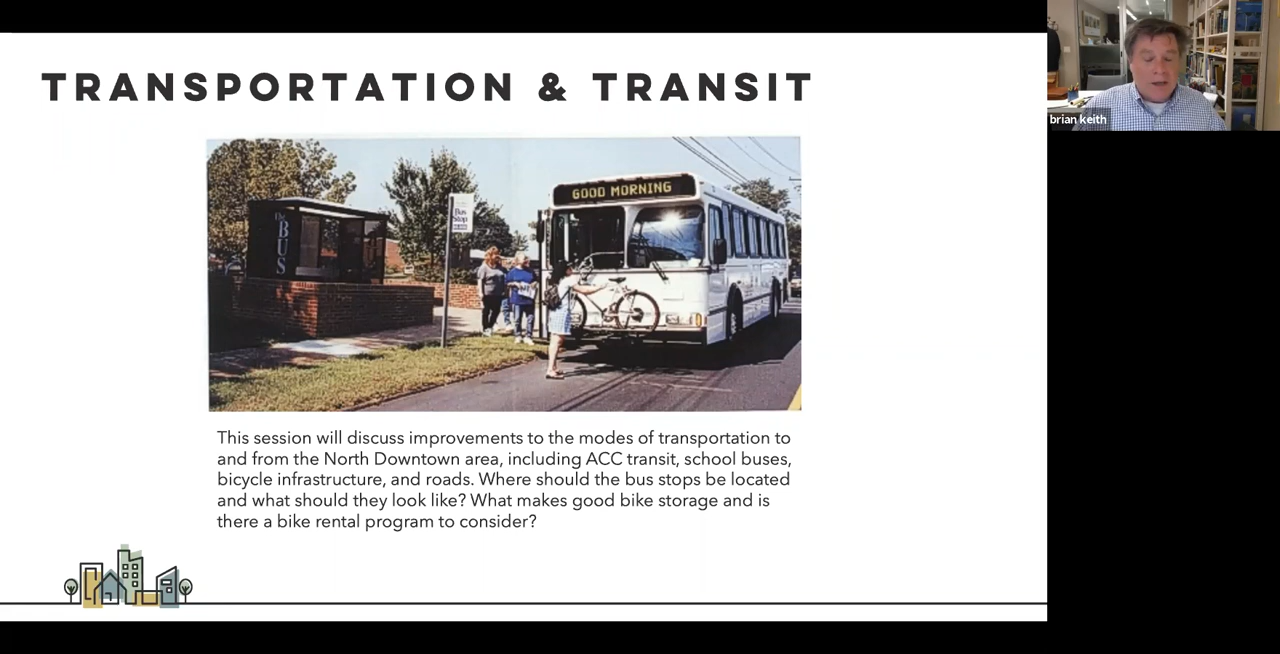 TRANSPORTATION & TRANSIT
brian keith
GOOD MORNING
Bus
Stop
the
BUS
This session will discuss improvements to the modes of transportation to
and from the North Downtown area, including ACC transit, school buses,
bicycle infrastructure, and roads. Where should the bus stops be located
and what should they look like? What makes good bike storage and is
there a bike rental program to consider?